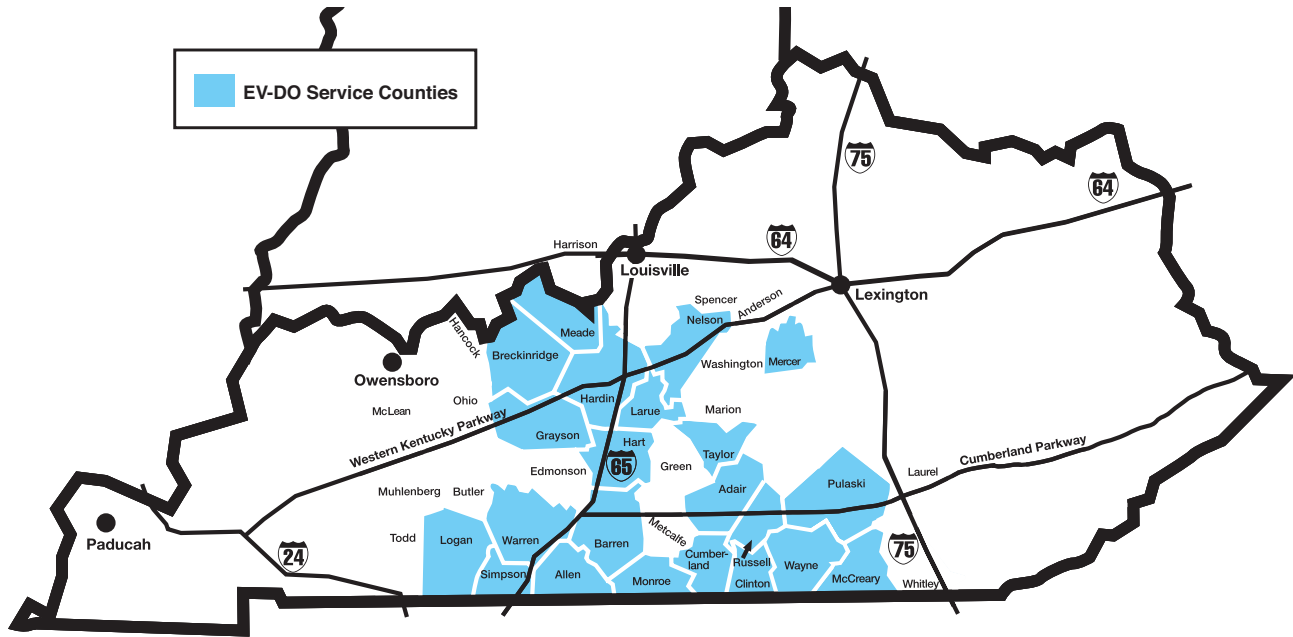 EV-DO Service Counties
75
64
64
Harrison
Louisville
Lexington
Spencer
Anderson
Nelson
Hancock
Meade
Breckinridge
Washington
Mercer
Owensboro
McLean
Ohio
Hardin
Larue
Marion
Western Kentucky Parkway
Grayson
Hart
Taylor
Cumberland Parkway
65
Edmonson
Green
Laurel
Muhlenberg
Butler
Adair
Pulaski
Paducah
24
Todd
Logan
Warren
Barren
Metcalfe
Cumber-
land
Russell
Wayne
75
Simpson
Allen
Monroe
Clinton
McCreary
Whitley